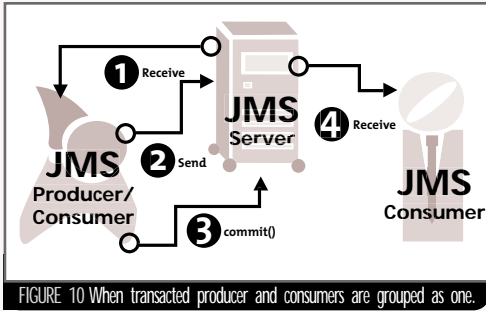 1 Receive
JMS
Server
4 Receive
2 Send
JMS
Producer/
Consumer
JMS
Consumer
3 commit()
FIGURE 10 When transacted producer and consumers are grouped as one.